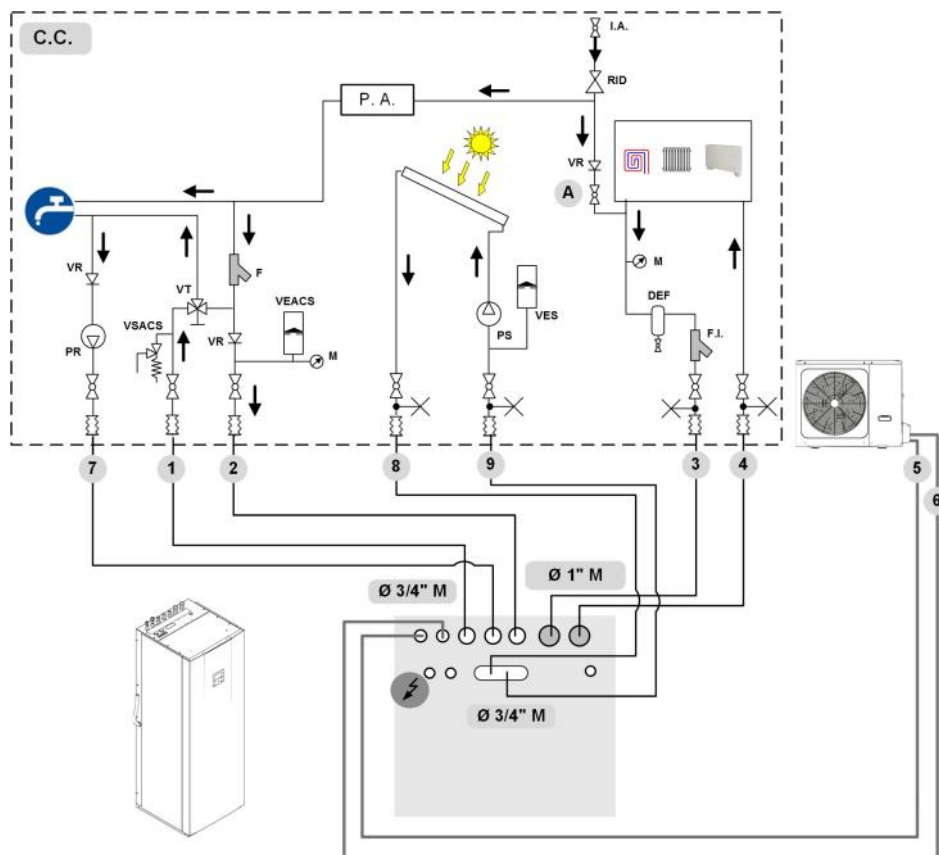 C.C.
I.A.
RID
P. A.
VR
A
F
M
VR
VT
VEACS
DEF
VSACS
VES
F.I.
PR
VR
M
PS
7
1
2
8
9
3
4
5
6
Ø 3/4" M
Ø 1" M
Ø 3/4" M